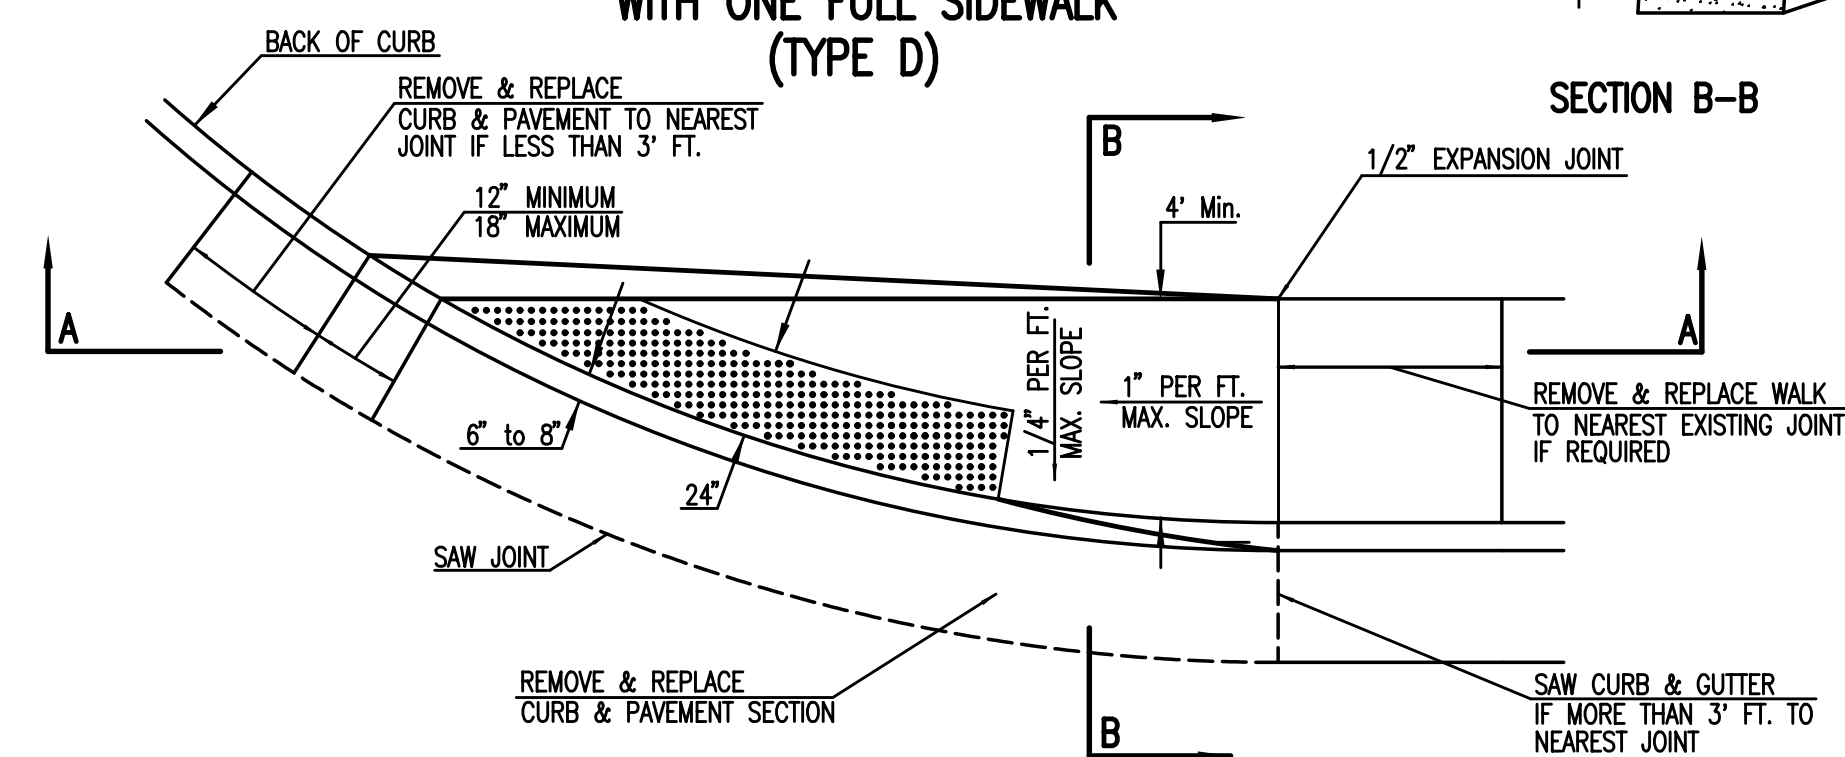 WITH ONE FULL SIDEWALK
(TYPE D)
BACK OF CURB
REMOVE & REPLACE
CURB & PAVEMENT TO NEAREST
JOINT IF LESS THAN 3' FT.
SECTION B-B
B
1/2" EXPANSION JOINT
12" MINIMUM
18" MAXIMUM
4' Min.
A
A
1/4" PER FT.
MAX. SLOPE
1" PER FT.
MAX. SLOPE
REMOVE & REPLACE WALK
TO NEAREST EXISTING JOINT
IF REQUIRED
6" to 8"
24"
SAW JOINT
REMOVE & REPLACE
CURB & PAVEMENT SECTION
SAW CURB & GUTTER
IF MORE THAN 3' FT. TO
NEAREST JOINT
B